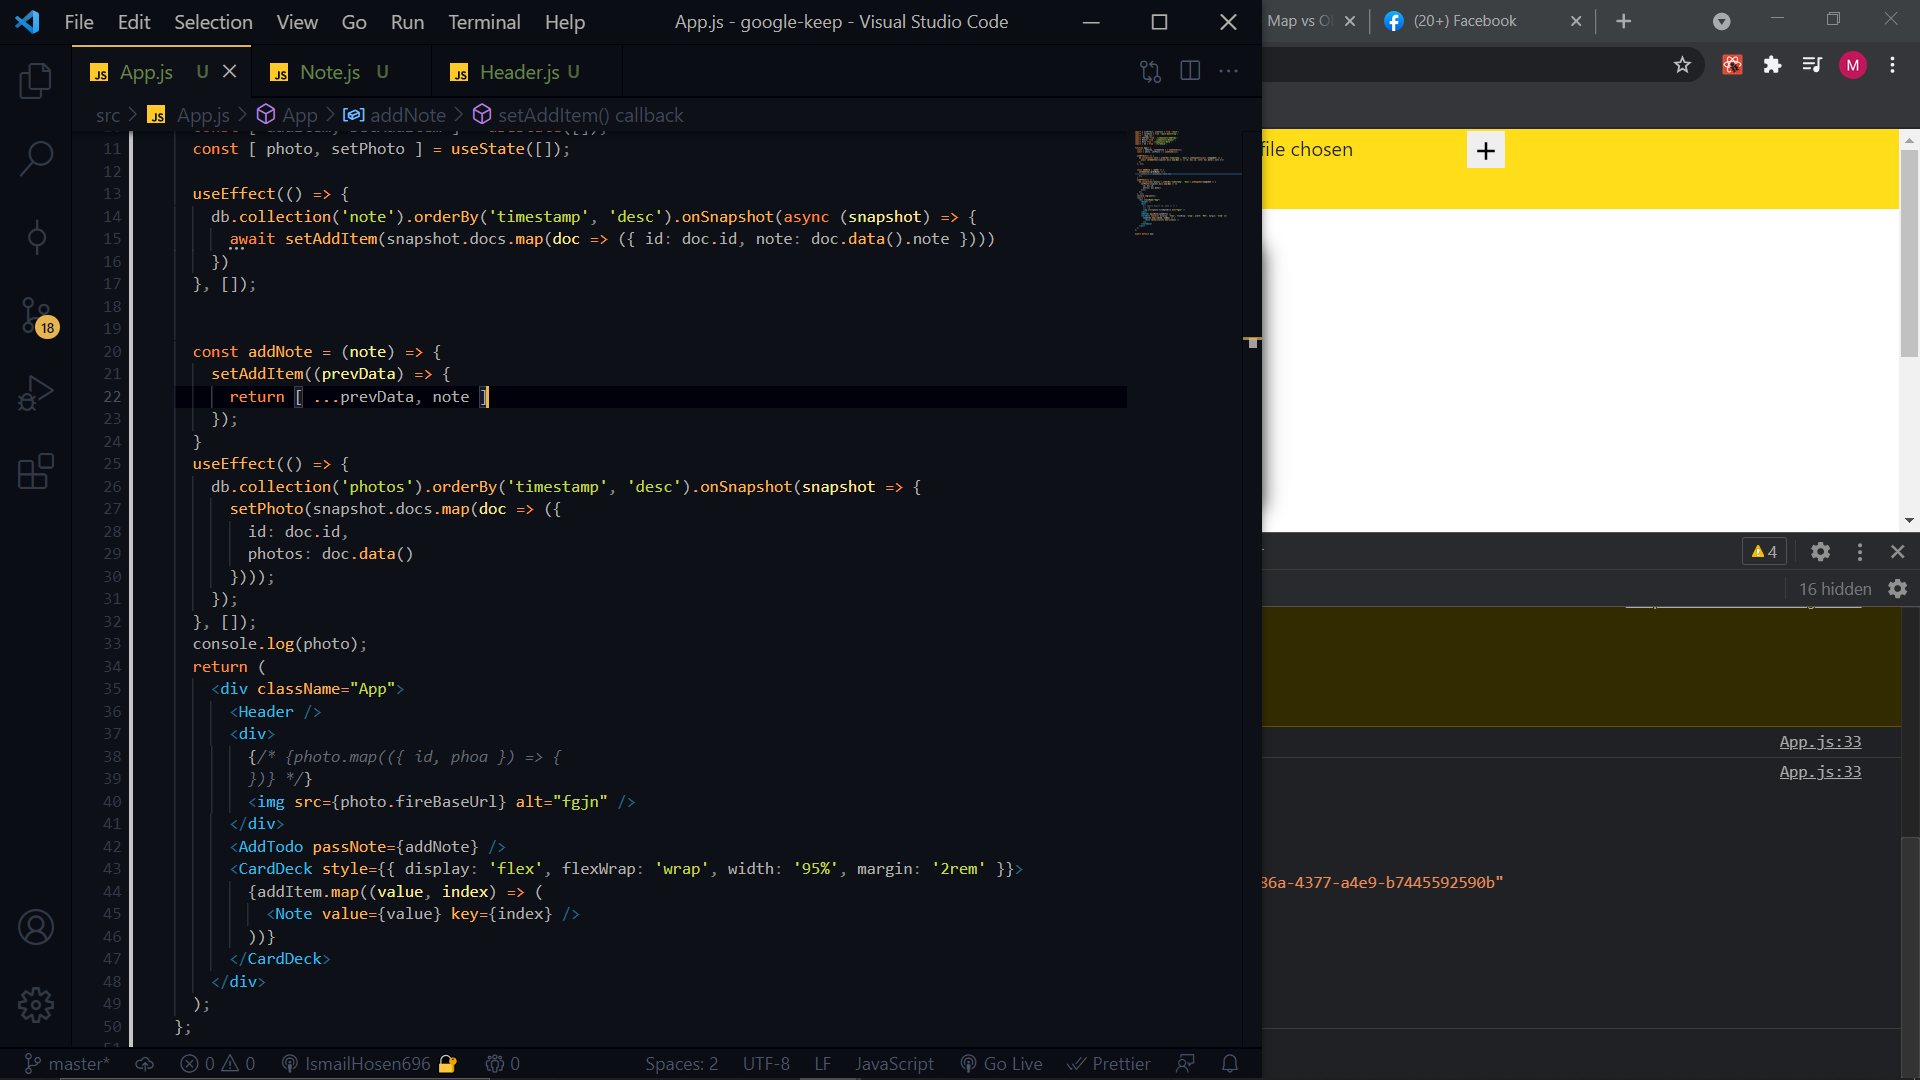 File Edit Selection View Go Run Terminal Help App.js - google-keep - Visual Studio Code
Map vs (20+) Facebook
M
App.js U Note.js U Header.js U
src > App.js > App > addNote > setAddItem() callback
11 const [ photo, setPhoto ] = useState([]);
12
13 useEffect(() => {
14 db.collection('note').orderBy('timestamp', 'desc').onSnapshot(async (snapshot) => {
15 await setAddItem(snapshot.docs.map(doc => ({ id: doc.id, note: doc.data().note })))
16 })
17 }, []);
18
19
20 const addNote = (note) => {
21 setAddItem((prevData) => {
22 return [ ...prevData, note ]
23 });
24 }
25 useEffect(() => {
26 db.collection('photos').orderBy('timestamp', 'desc').onSnapshot(snapshot => {
27 setPhoto(snapshot.docs.map(doc => ({
28 id: doc.id,
29 photos: doc.data()
30 })));
31 });
32 }, []);
33 console.log(photo);
34 return (
35 <div className="App">
36 <Header />
37 <div>
38 {/* {photo.map(({ id, phoa }) => {
39 })} */}
40 <img src={photo.fireBaseUrl} alt="fgjn" />
41 </div>
42 <AddTodo passNote={addNote} />
43 <CardDeck style={{ display: 'flex', flexWrap: 'wrap', width: '95%', margin: '2rem' }}>
44 {addItem.map((value, index) => (
45 <Note value={value} key={index} />
46 ))}
47 </CardDeck>
48 </div>
49 );
50 };
18
file chosen +
4
16 hidden
App.js:33
App.js:33
86a-4377-a4e9-b7445592590b"
master* 0 0 IsmailHosen696 0 Spaces: 2 UTF-8 LF JavaScript Go Live Prettier